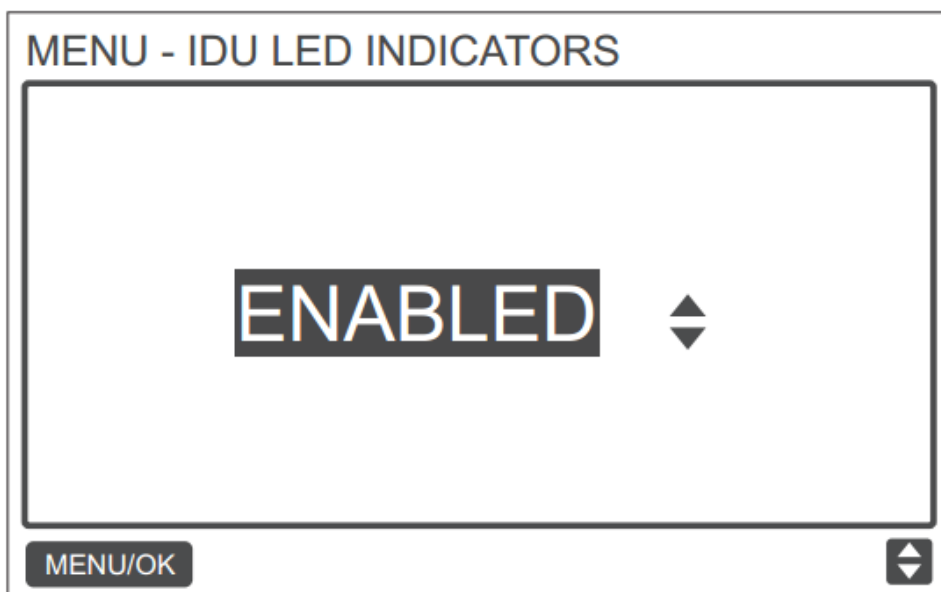 MENU - IDU LED INDICATORS
ENABLED
MENU/OK